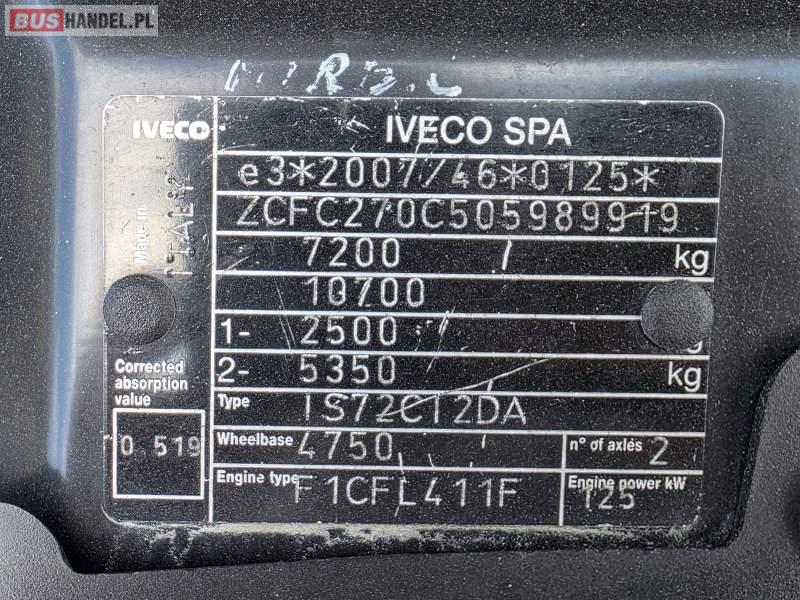 BUSHANDEL.PL
IVECO
IVECO SPA
e3*2007/46*0125*
ZCFC270C505989919
7200 kg
10700
1- 2500
2- 5350 kg
Made in ITALY
Corrected
absorption
value
0.519
Type IS72CI2DA
Wheelbase 4750 n° of axles 2
Engine type F1CFL411F Engine power kW 125